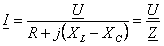 I = U / (R + j(X_L − X_C)) = U / Z